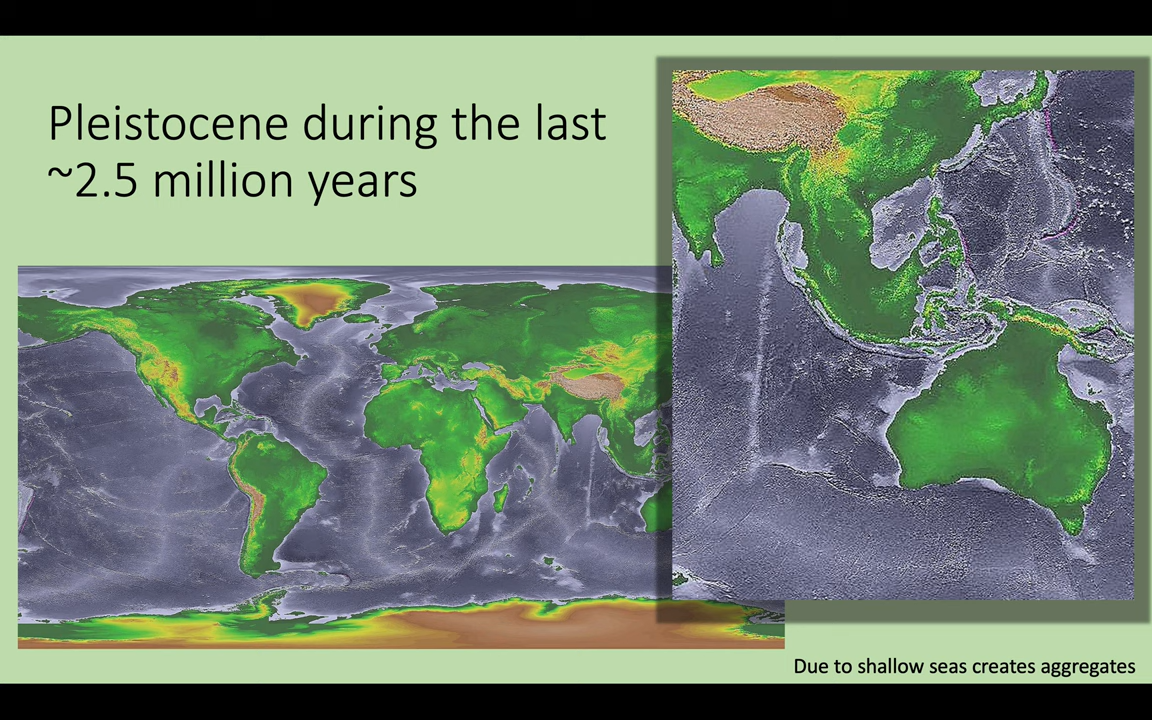 Pleistocene during the last
~2.5 million years
Due to shallow seas creates aggregates